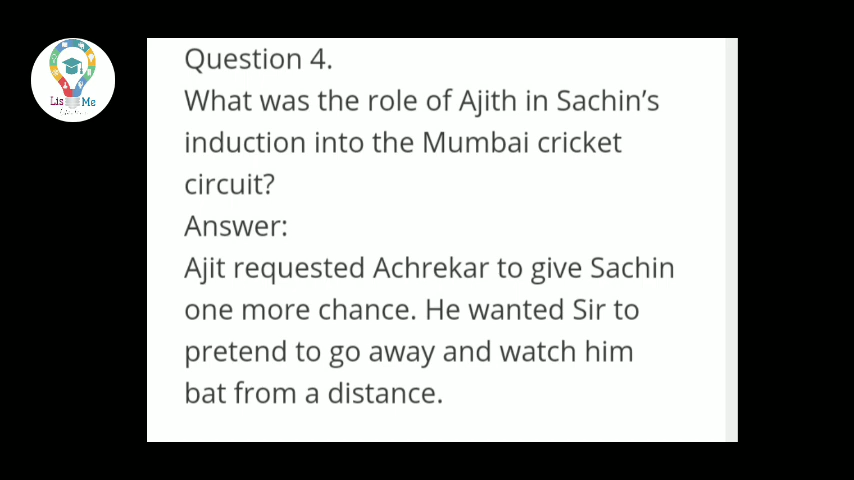 Question 4.
What was the role of Ajith in Sachin’s
induction into the Mumbai cricket
circuit?
Answer:
Ajit requested Achrekar to give Sachin
one more chance. He wanted Sir to
pretend to go away and watch him
bat from a distance.
Lis Me